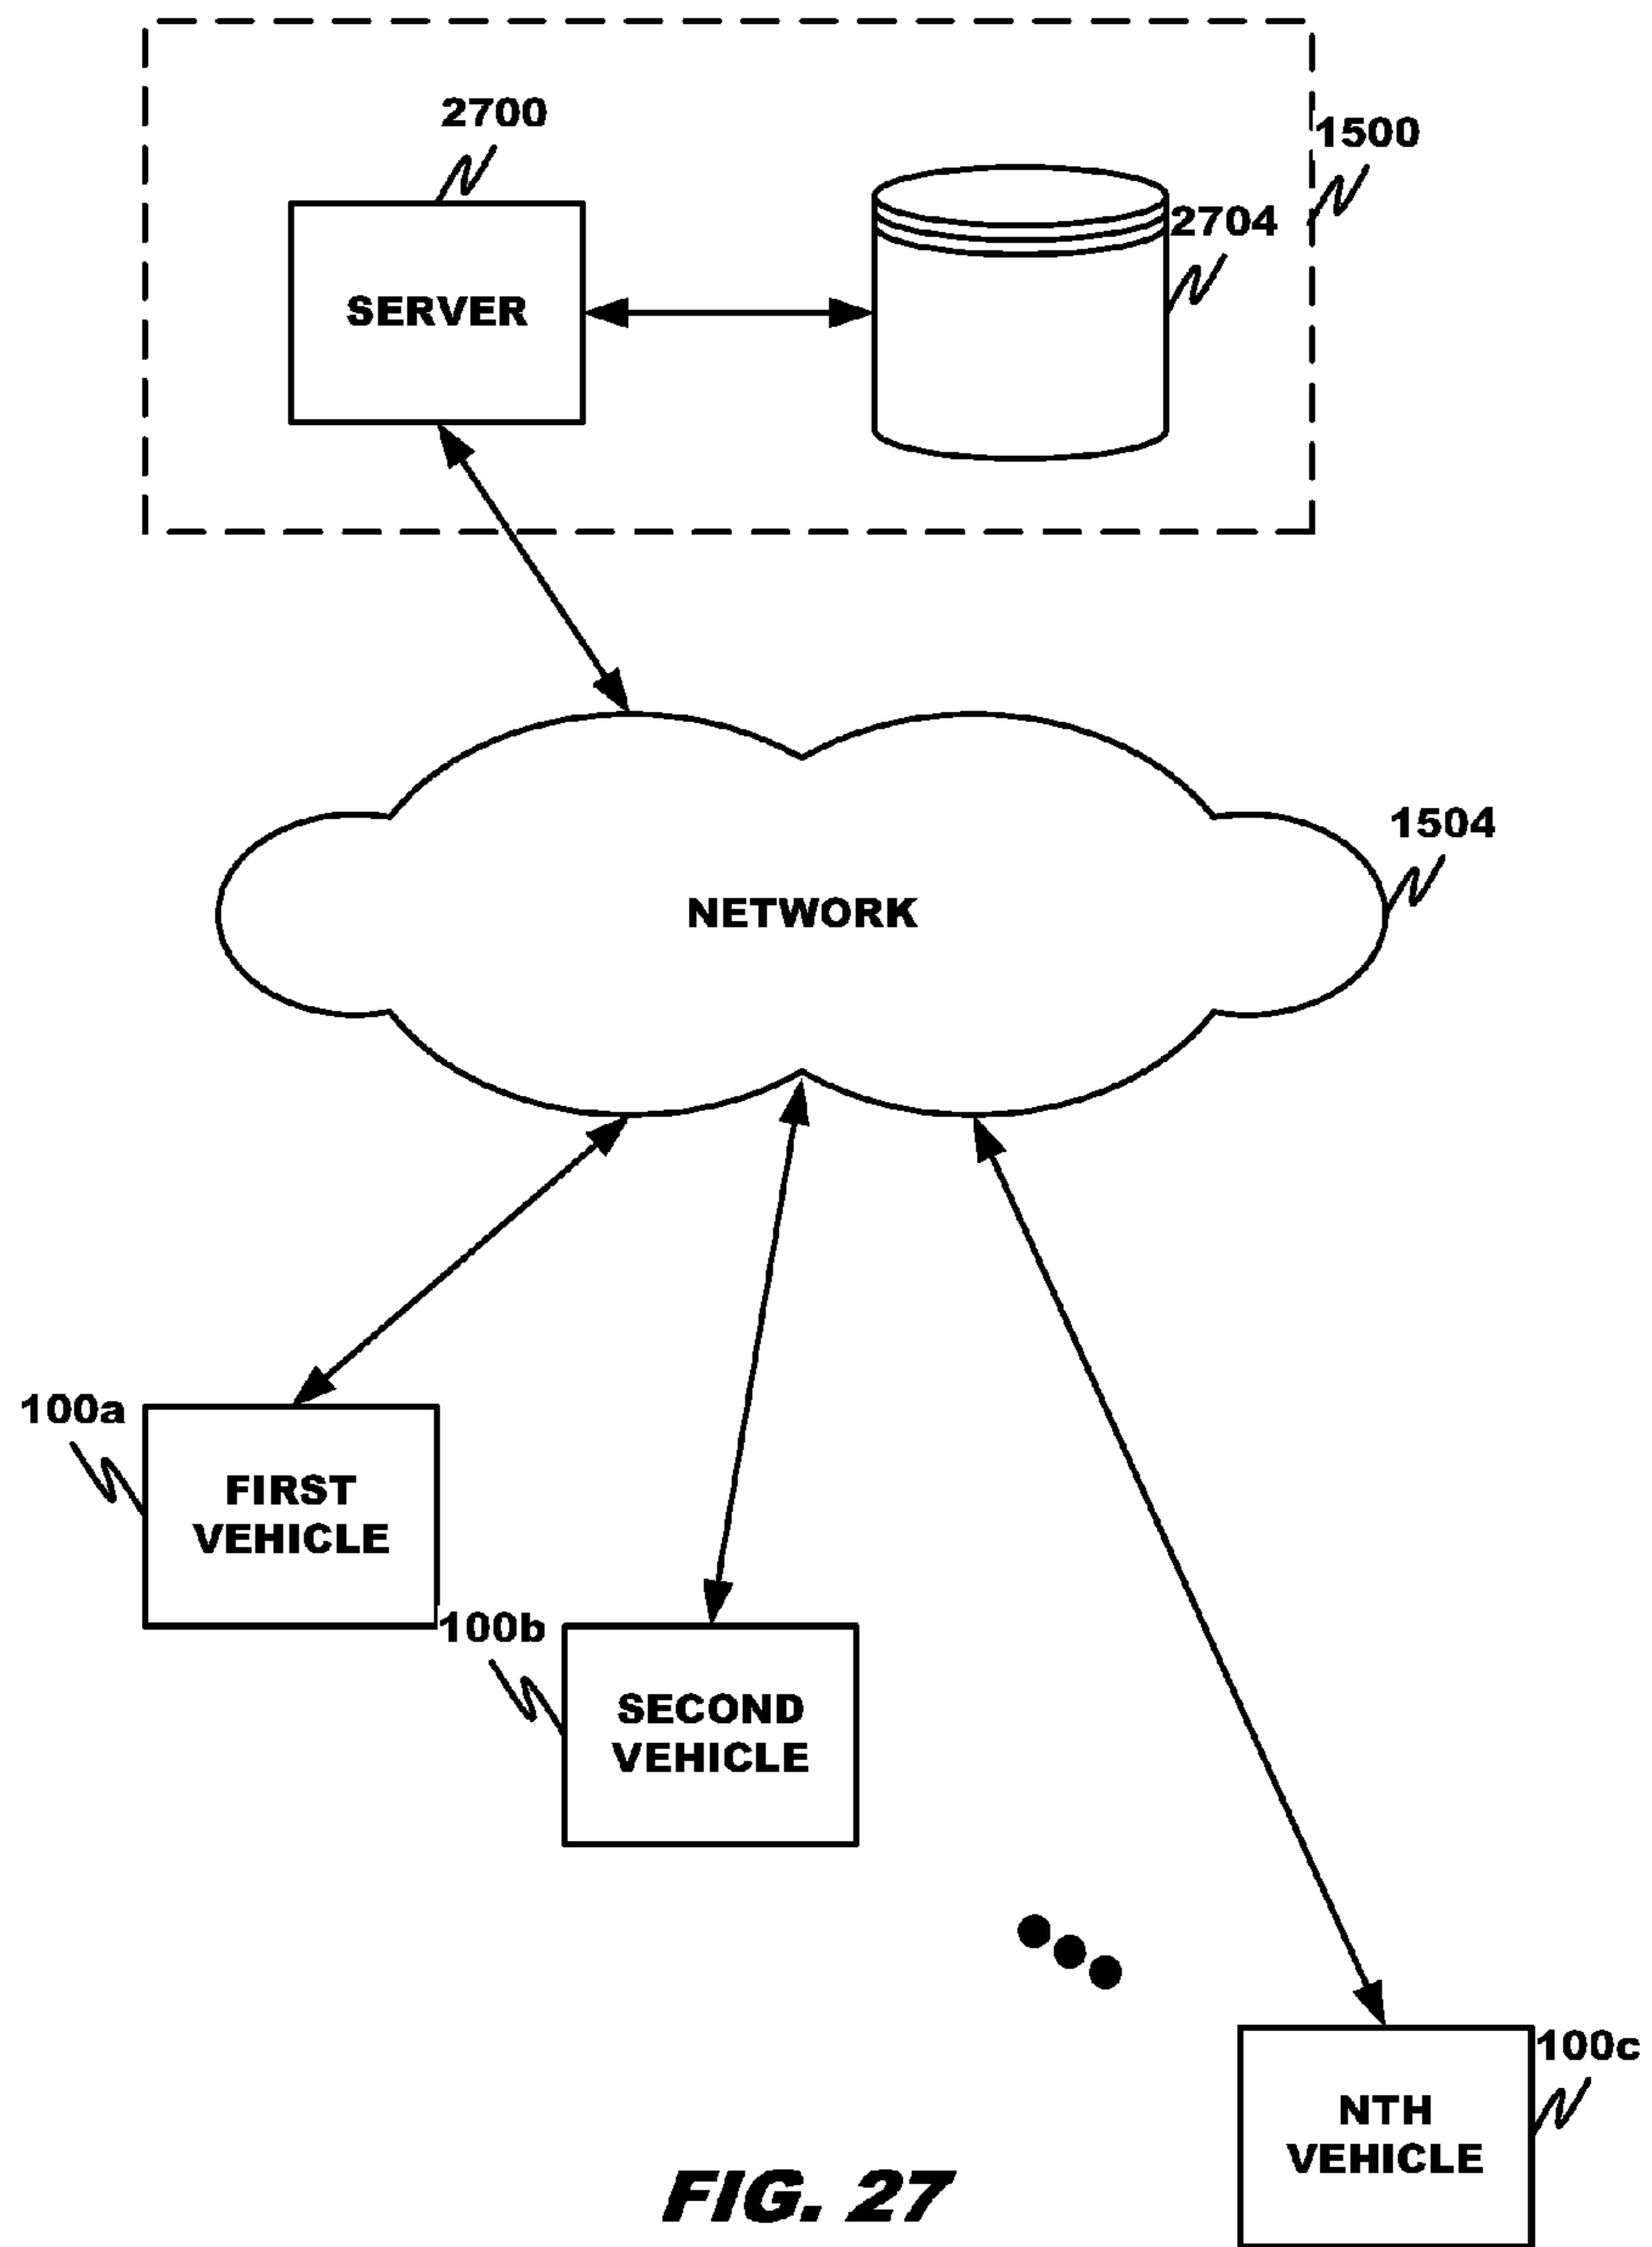 2700
1500
2704
SERVER
1504
NETWORK
100a
FIRST
VEHICLE
100b
SECOND
VEHICLE
100c
NTH
VEHICLE
FIG. 27